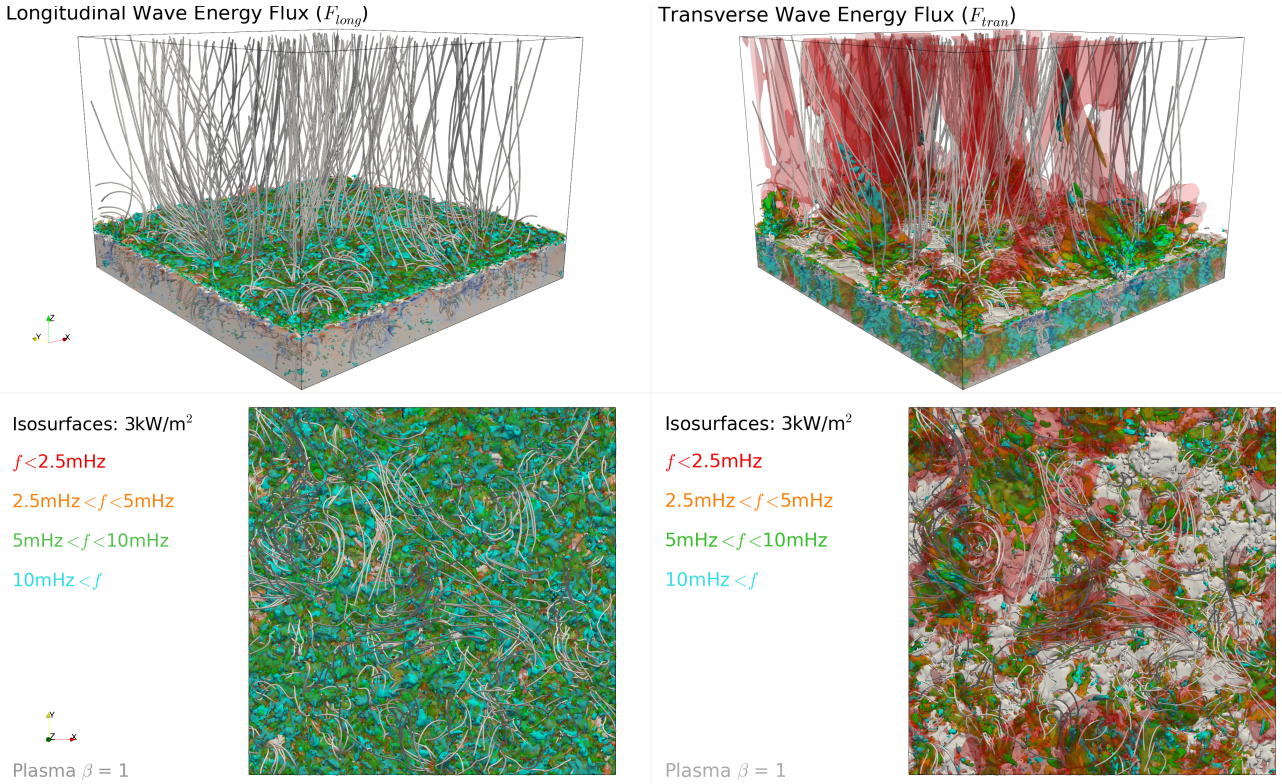 Longitudinal Wave Energy Flux (F_long)
Transverse Wave Energy Flux (F_tran)
Z
Y
X
Isosurfaces: 3kW/m²
f<2.5mHz
2.5mHz<f<5mHz
5mHz<f<10mHz
10mHz<f
Y
Z
X
Plasma β = 1
Isosurfaces: 3kW/m²
f<2.5mHz
2.5mHz<f<5mHz
5mHz<f<10mHz
10mHz<f
Plasma β = 1